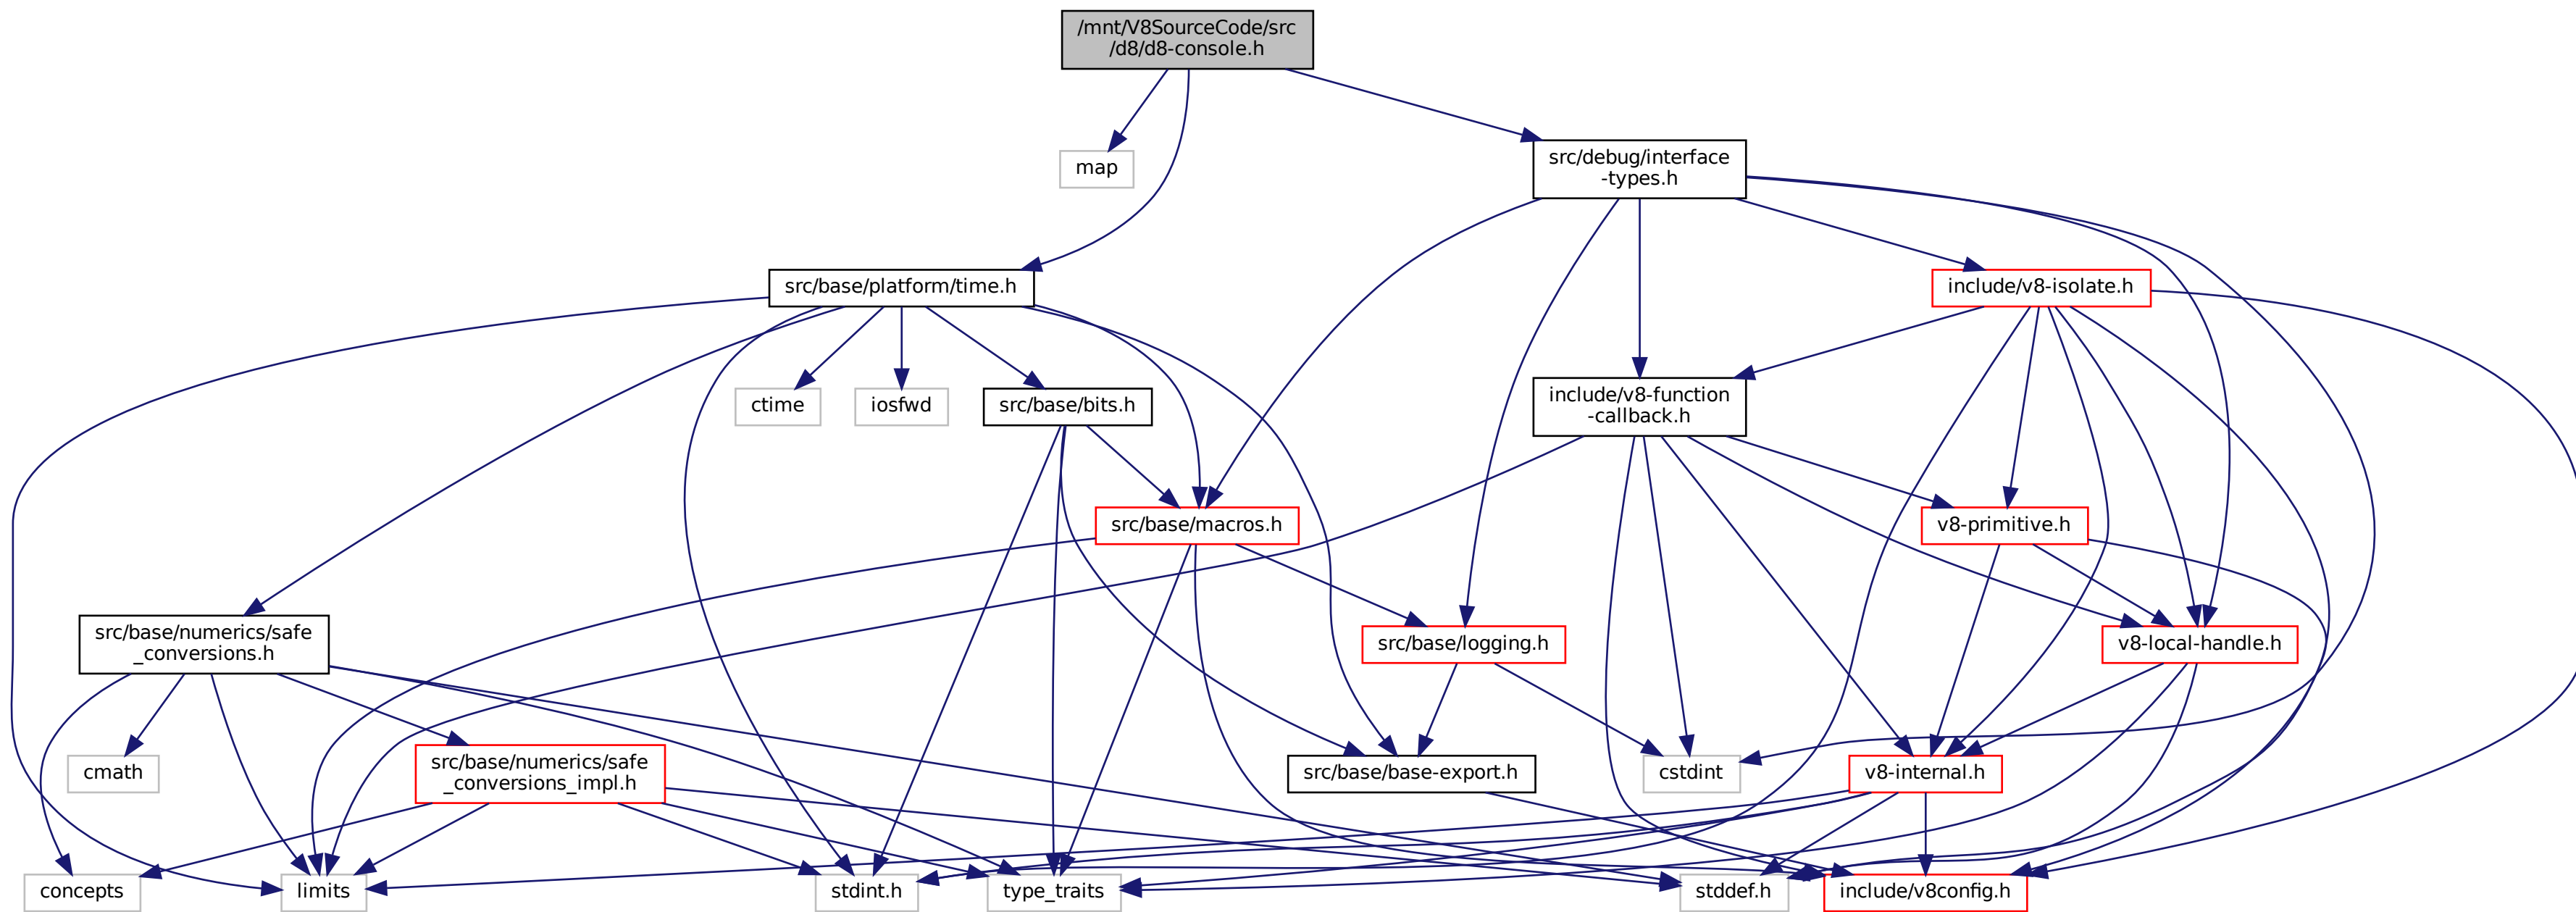 /mnt/V8SourceCode/src
/d8/d8-console.h
map
src/debug/interface
-types.h
src/base/platform/time.h
include/v8-isolate.h
ctime
iosfwd
src/base/bits.h
include/v8-function
-callback.h
src/base/macros.h
v8-primitive.h
src/base/numerics/safe
_conversions.h
src/base/logging.h
v8-local-handle.h
cmath
src/base/numerics/safe
_conversions_impl.h
src/base/base-export.h
cstdint
v8-internal.h
concepts
limits
stdint.h
type_traits
stddef.h
include/v8config.h